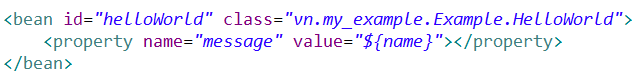 <bean id="helloWorld" class="vn.my_example.Example.HelloWorld">
    <property name="message" value="${name}"></property>
</bean>